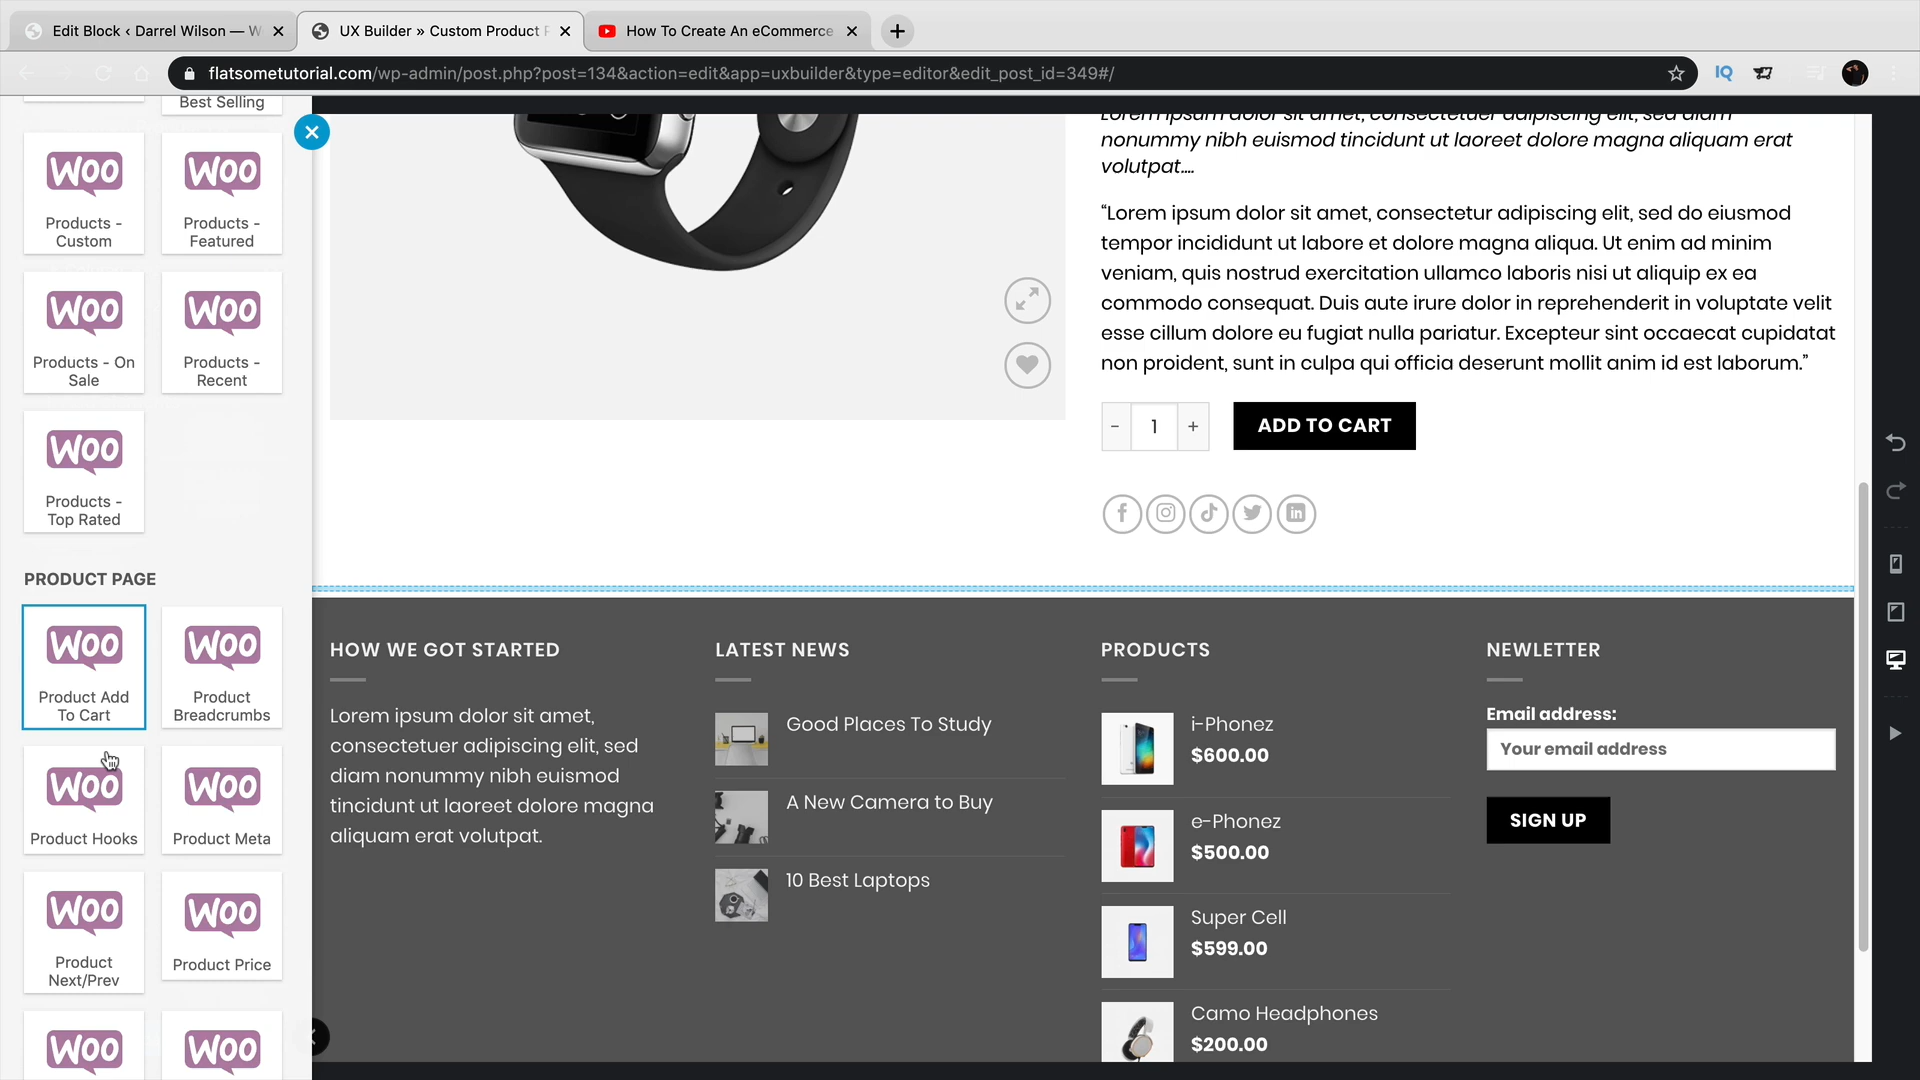 Edit Block ‹ Darrel Wilson — W
UX Builder » Custom Product
How To Create An eCommerce
flatsometutorial.com/wp-admin/post.php?post=134&action=edit&app=uxbuilder&type=editor&edit_post_id=349#/
IQ
Best Selling
WOO
Products -
Custom
WOO
Products -
Featured
WOO
Products - On
Sale
WOO
Products -
Recent
WOO
Products -
Top Rated
PRODUCT PAGE
WOO
Product Add
To Cart
WOO
Product
Breadcrumbs
WOO
Product Hooks
WOO
Product Meta
WOO
Product
Next/Prev
WOO
Product Price
WOO
WOO
Lorem ipsum dolor sit amet, consectetuer adipiscing elit, sed diam
nonummy nibh euismod tincidunt ut laoreet dolore magna aliquam erat
volutpat....
“Lorem ipsum dolor sit amet, consectetur adipiscing elit, sed do eiusmod
tempor incididunt ut labore et dolore magna aliqua. Ut enim ad minim
veniam, quis nostrud exercitation ullamco laboris nisi ut aliquip ex ea
commodo consequat. Duis aute irure dolor in reprehenderit in voluptate velit
esse cillum dolore eu fugiat nulla pariatur. Excepteur sint occaecat cupidatat
non proident, sunt in culpa qui officia deserunt mollit anim id est laborum.”
- 1 +
ADD TO CART
HOW WE GOT STARTED
Lorem ipsum dolor sit amet,
consectetuer adipiscing elit, sed
diam nonummy nibh euismod
tincidunt ut laoreet dolore magna
aliquam erat volutpat.
LATEST NEWS
Good Places To Study
A New Camera to Buy
10 Best Laptops
PRODUCTS
i-Phonez
$600.00
e-Phonez
$500.00
Super Cell
$599.00
Camo Headphones
$200.00
NEWLETTER
Email address:
Your email address
SIGN UP